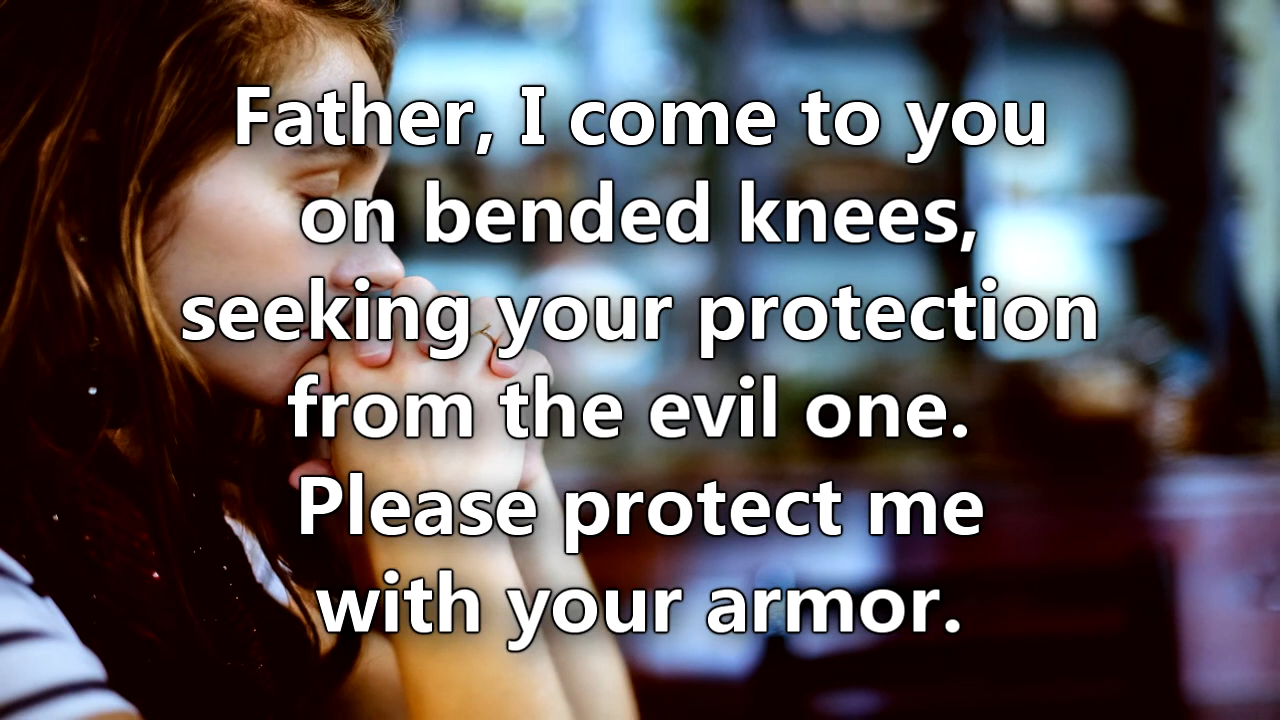 Father, I come to you
on bended knees,
seeking your protection
from the evil one.
Please protect me
with your armor.